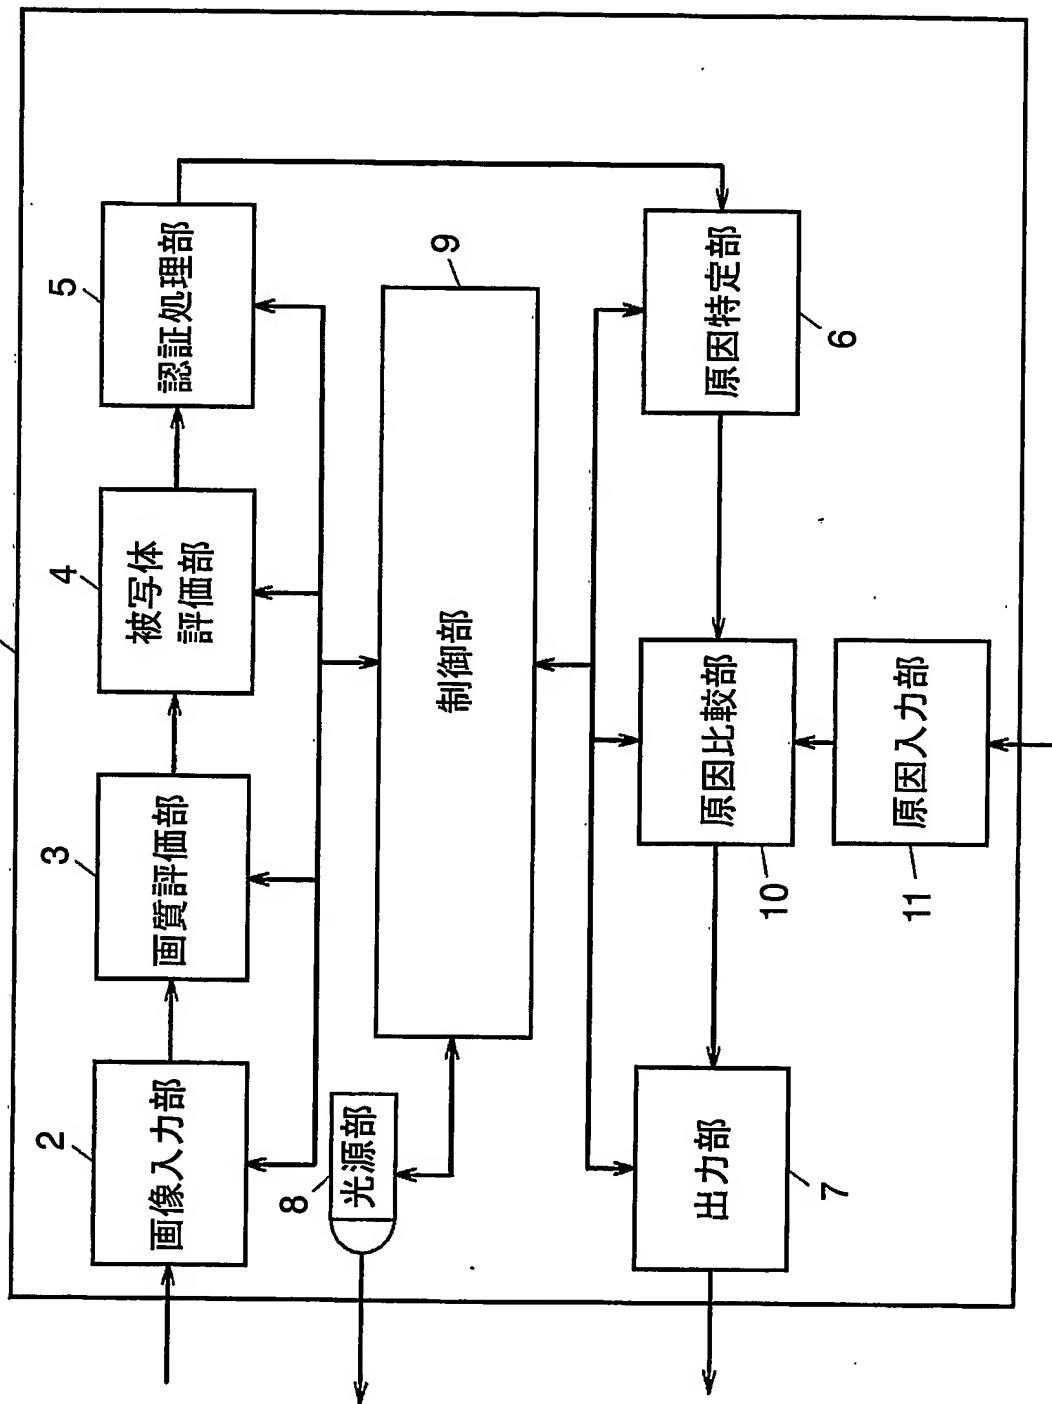 2
画像入力部
3
画質評価部
4
被写体
評価部
5
認証処理部
8
光源部
9
制御部
7
出力部
10
原因比較部
6
原因特定部
11
原因入力部